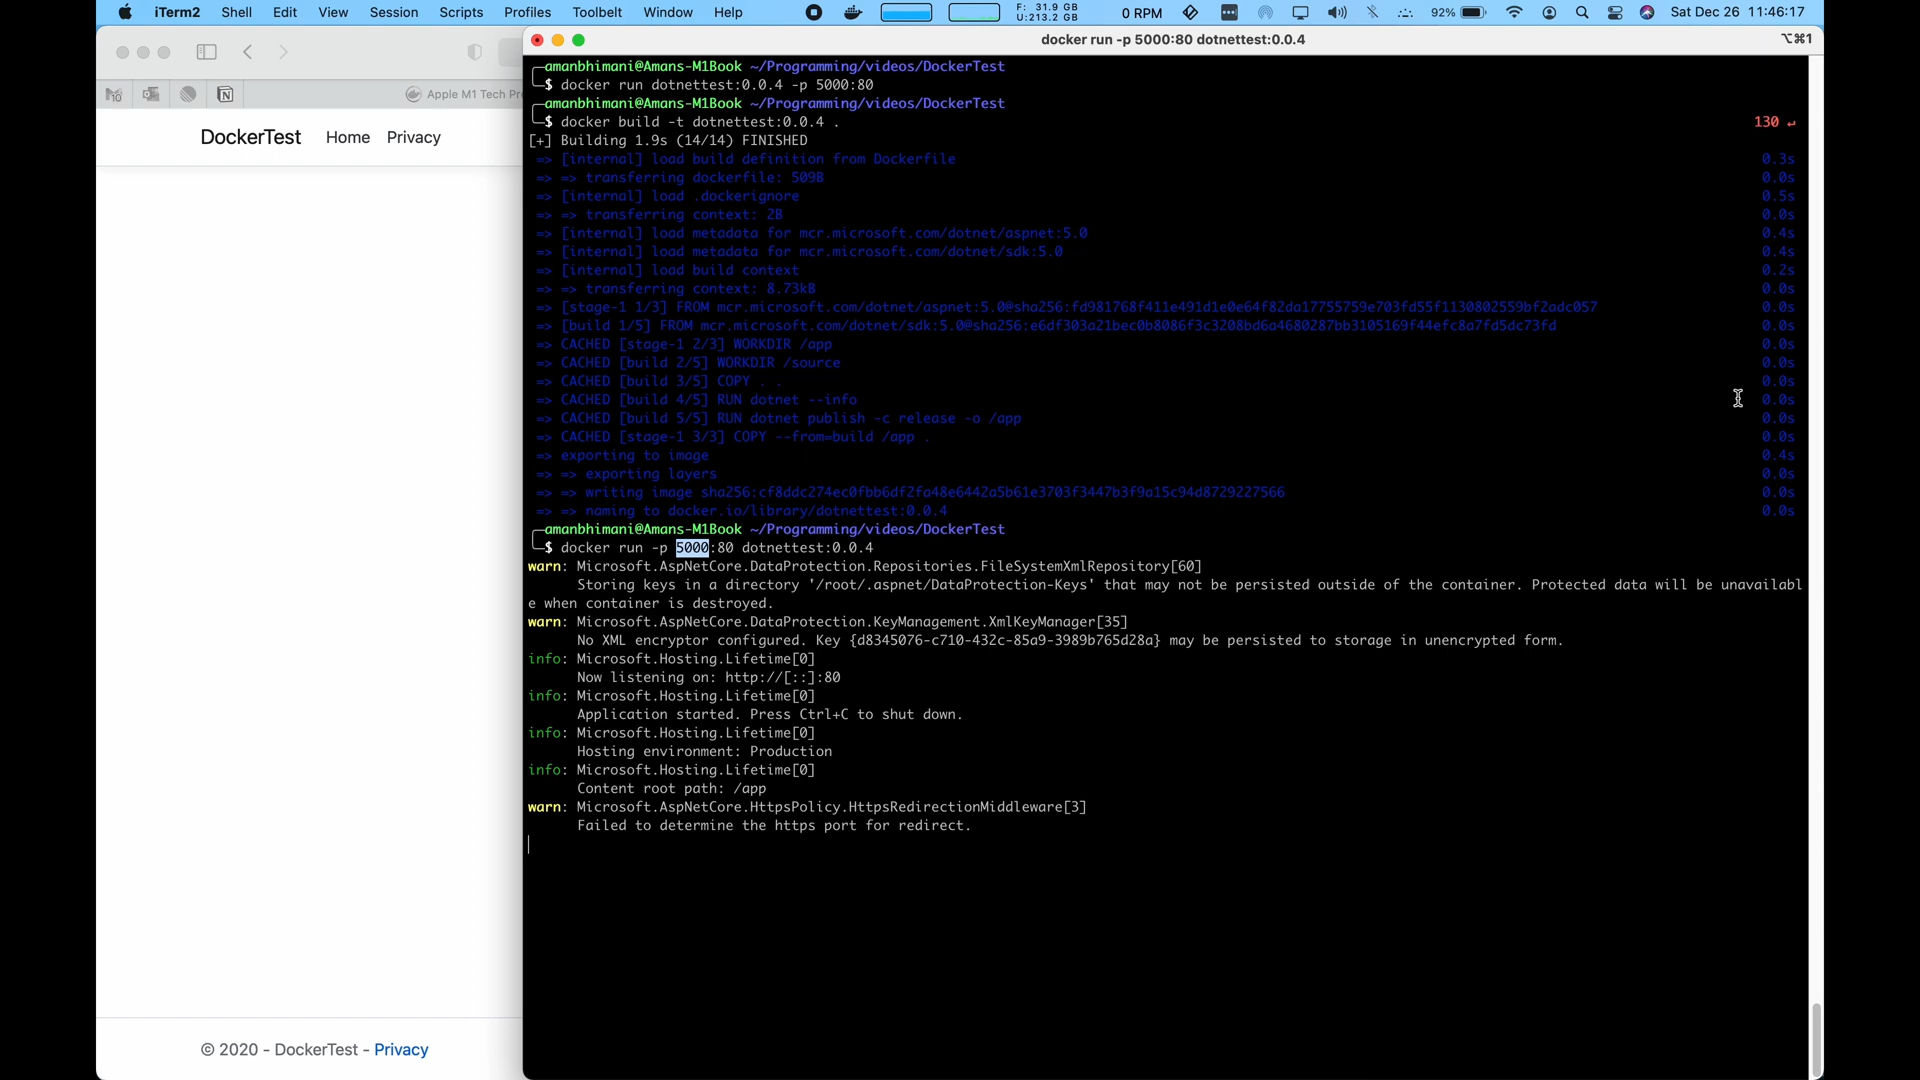 iTerm2 Shell Edit View Session Scripts Profiles Toolbelt Window Help F: 31.9 GB U:213.2 GB 0 RPM 92% Sat Dec 26 11:46:17
docker run -p 5000:80 dotnettest:0.0.4 ⌥⌘1
Apple M1 Tech Pr
DockerTest Home Privacy
© 2020 - DockerTest - Privacy
amanbhimani@Amans-M1Book ~/Programming/videos/DockerTest
$ docker run dotnettest:0.0.4 -p 5000:80
amanbhimani@Amans-M1Book ~/Programming/videos/DockerTest
$ docker build -t dotnettest:0.0.4 . 130 ↵
[+] Building 1.9s (14/14) FINISHED
=> [internal] load build definition from Dockerfile 0.3s
=> => transferring dockerfile: 509B 0.0s
=> [internal] load .dockerignore 0.5s
=> => transferring context: 2B 0.0s
=> [internal] load metadata for mcr.microsoft.com/dotnet/aspnet:5.0 0.4s
=> [internal] load metadata for mcr.microsoft.com/dotnet/sdk:5.0 0.4s
=> [internal] load build context 0.2s
=> => transferring context: 8.73kB 0.0s
=> [stage-1 1/3] FROM mcr.microsoft.com/dotnet/aspnet:5.0@sha256:fd981768f411e491d1e0e64f82da17755759e703fd55f1130802559bf2adc057 0.0s
=> [build 1/5] FROM mcr.microsoft.com/dotnet/sdk:5.0@sha256:e6df303a21bec0b8086f3c3208bd6a4680287bb3105169f44efc8a7fd5dc73fd 0.0s
=> CACHED [stage-1 2/3] WORKDIR /app 0.0s
=> CACHED [build 2/5] WORKDIR /source 0.0s
=> CACHED [build 3/5] COPY . . 0.0s
=> CACHED [build 4/5] RUN dotnet --info 0.0s
=> CACHED [build 5/5] RUN dotnet publish -c release -o /app 0.0s
=> CACHED [stage-1 3/3] COPY --from=build /app . 0.0s
=> exporting to image 0.4s
=> => exporting layers 0.0s
=> => writing image sha256:cf8ddc274ec0fbb6df2fa48e6442a5b61e3703f3447b3f9a15c94d8729227566 0.0s
=> => naming to docker.io/library/dotnettest:0.0.4 0.0s
amanbhimani@Amans-M1Book ~/Programming/videos/DockerTest
$ docker run -p 5000:80 dotnettest:0.0.4
warn: Microsoft.AspNetCore.DataProtection.Repositories.FileSystemXmlRepository[60]
Storing keys in a directory '/root/.aspnet/DataProtection-Keys' that may not be persisted outside of the container. Protected data will be unavailabl
e when container is destroyed.
warn: Microsoft.AspNetCore.DataProtection.KeyManagement.XmlKeyManager[35]
No XML encryptor configured. Key {d8345076-c710-432c-85a9-3989b765d28a} may be persisted to storage in unencrypted form.
info: Microsoft.Hosting.Lifetime[0]
Now listening on: http://[::]:80
info: Microsoft.Hosting.Lifetime[0]
Application started. Press Ctrl+C to shut down.
info: Microsoft.Hosting.Lifetime[0]
Hosting environment: Production
info: Microsoft.Hosting.Lifetime[0]
Content root path: /app
warn: Microsoft.AspNetCore.HttpsPolicy.HttpsRedirectionMiddleware[3]
Failed to determine the https port for redirect.